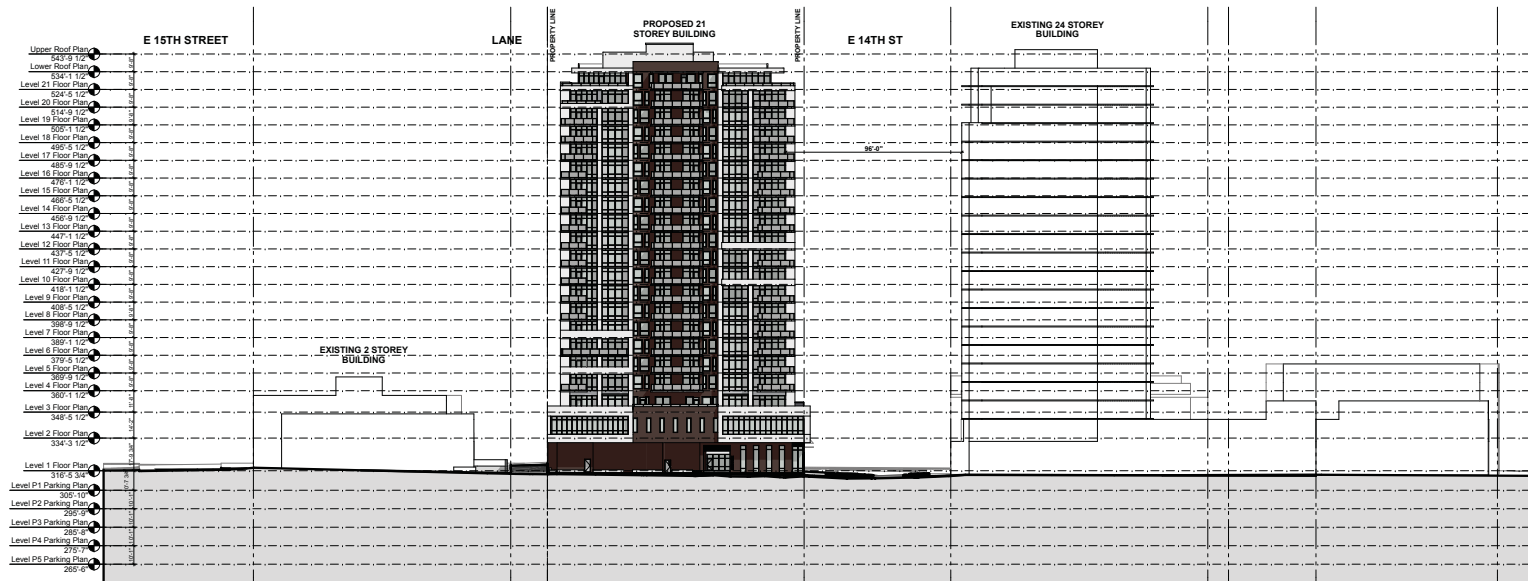 E 15TH STREET
LANE
PROPERTY LINE
PROPOSED 21
STOREY BUILDING
PROPERTY LINE
E 14TH ST
EXISTING 24 STOREY
BUILDING
96'-0"
EXISTING 2 STOREY
BUILDING
Upper Roof Plan
543'-9 1/2"
Lower Roof Plan
534'-1 1/2"
Level 21 Floor Plan
524'-5 1/2"
Level 20 Floor Plan
514'-9 1/2"
Level 19 Floor Plan
505'-1 1/2"
Level 18 Floor Plan
495'-5 1/2"
Level 17 Floor Plan
485'-9 1/2"
Level 16 Floor Plan
476'-1 1/2"
Level 15 Floor Plan
466'-5 1/2"
Level 14 Floor Plan
456'-9 1/2"
Level 13 Floor Plan
447'-1 1/2"
Level 12 Floor Plan
437'-5 1/2"
Level 11 Floor Plan
427'-9 1/2"
Level 10 Floor Plan
418'-1 1/2"
Level 9 Floor Plan
408'-5 1/2"
Level 8 Floor Plan
398'-9 1/2"
Level 7 Floor Plan
389'-1 1/2"
Level 6 Floor Plan
379'-5 1/2"
Level 5 Floor Plan
369'-9 1/2"
Level 4 Floor Plan
360'-1 1/2"
Level 3 Floor Plan
348'-5 1/2"
Level 2 Floor Plan
334'-3 1/2"
Level 1 Floor Plan
316'-5 3/4"
Level P1 Parking Plan
305'-10"
Level P2 Parking Plan
295'-9"
Level P3 Parking Plan
285'-8"
Level P4 Parking Plan
275'-7"
Level P5 Parking Plan
265'-6"